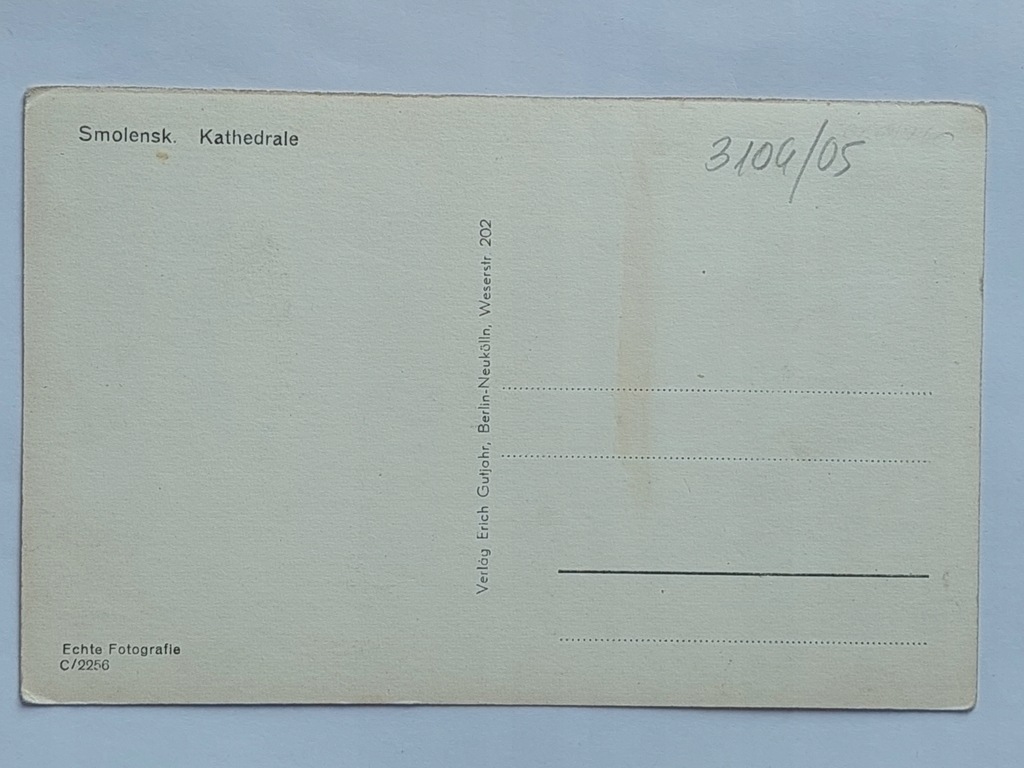 Smolensk. Kathedrale
3104/05
Verlag Erich Gutjahr, Berlin-Neukölln, Weserstr. 202
Echte Fotografie
C/2256